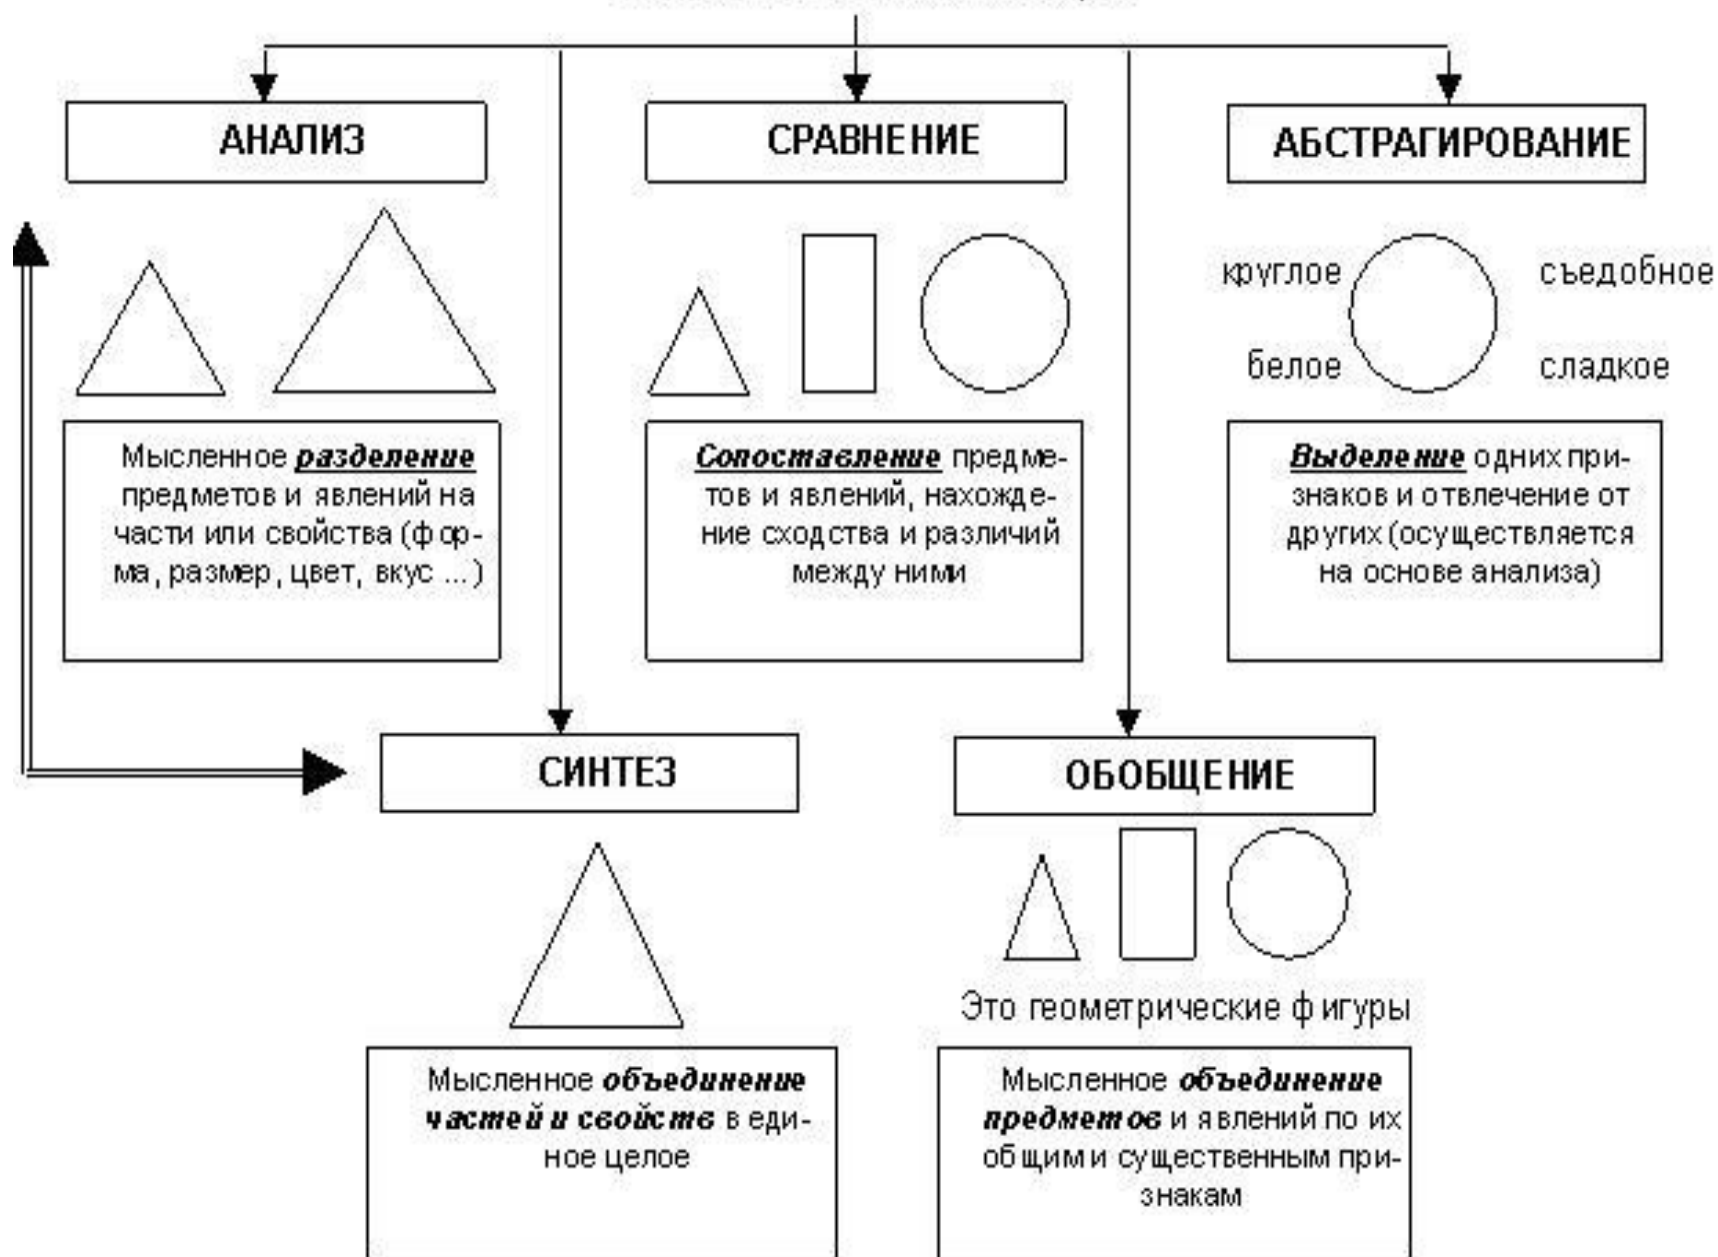 АНАЛИЗ
СРАВНЕНИЕ
АБСТРАГИРОВАНИЕ
круглое
съедобное
белое
сладкое
Мысленное разделение
предметов и явлений на
части или свойства (фор-
ма, размер, цвет, вкус ...)
Сопоставление предме-
тов и явлений, нахожде-
ние сходства и различий
между ними
Выделение одних при-
знаков и отвлечение от
других (осуществляется
на основе анализа)
СИНТЕЗ
ОБОБЩЕНИЕ
Это геометрические фигуры
Мысленное объединение
частей и свойств в еди-
ное целое
Мысленное объединение
предметов и явлений по их
общим и существенным при-
знакам